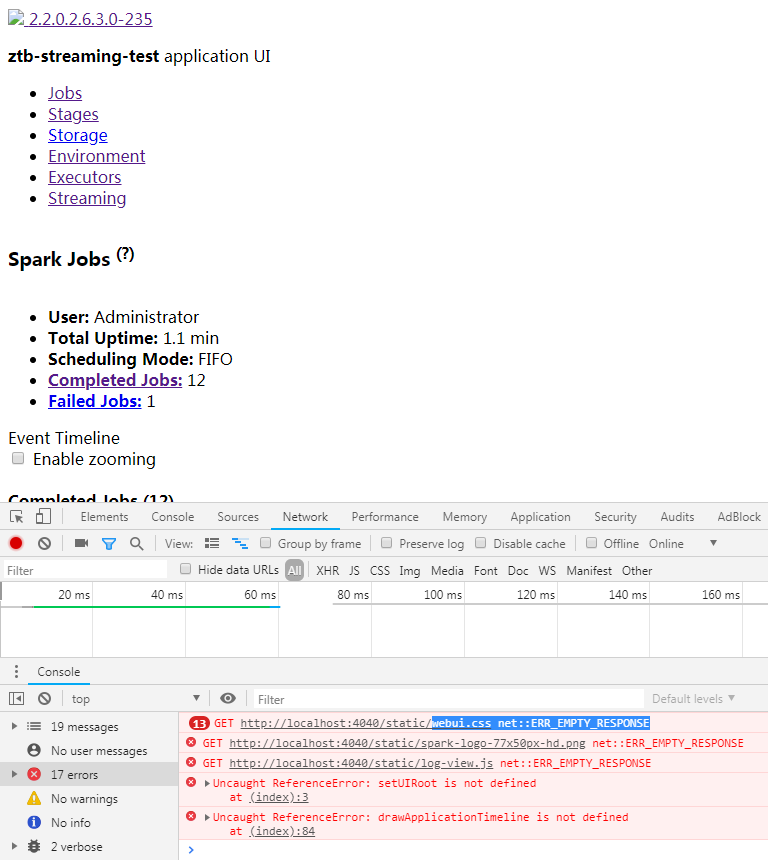 2.2.0.2.6.3.0-235
ztb-streaming-test application UI
Jobs
Stages
Storage
Environment
Executors
Streaming
Spark Jobs (?)
User: Administrator
Total Uptime: 1.1 min
Scheduling Mode: FIFO
Completed Jobs: 12
Failed Jobs: 1
Event Timeline
Enable zooming
Completed Jobs (12)
Elements Console Sources Network Performance Memory Application Security Audits AdBlock
View: Group by frame Preserve log Disable cache Offline Online
Filter Hide data URLs All XHR JS CSS Img Media Font Doc WS Manifest Other
20 ms 40 ms 60 ms 80 ms 100 ms 120 ms 140 ms 160 ms
Console
top Filter Default levels
19 messages
No user messages
17 errors
No warnings
No info
2 verbose
13 GET http://localhost:4040/static/webui.css net::ERR_EMPTY_RESPONSE
GET http://localhost:4040/static/spark-logo-77x50px-hd.png net::ERR_EMPTY_RESPONSE
GET http://localhost:4040/static/log-view.js net::ERR_EMPTY_RESPONSE
Uncaught ReferenceError: setUIRoot is not defined
at (index):3
Uncaught ReferenceError: drawApplicationTimeline is not defined
at (index):84